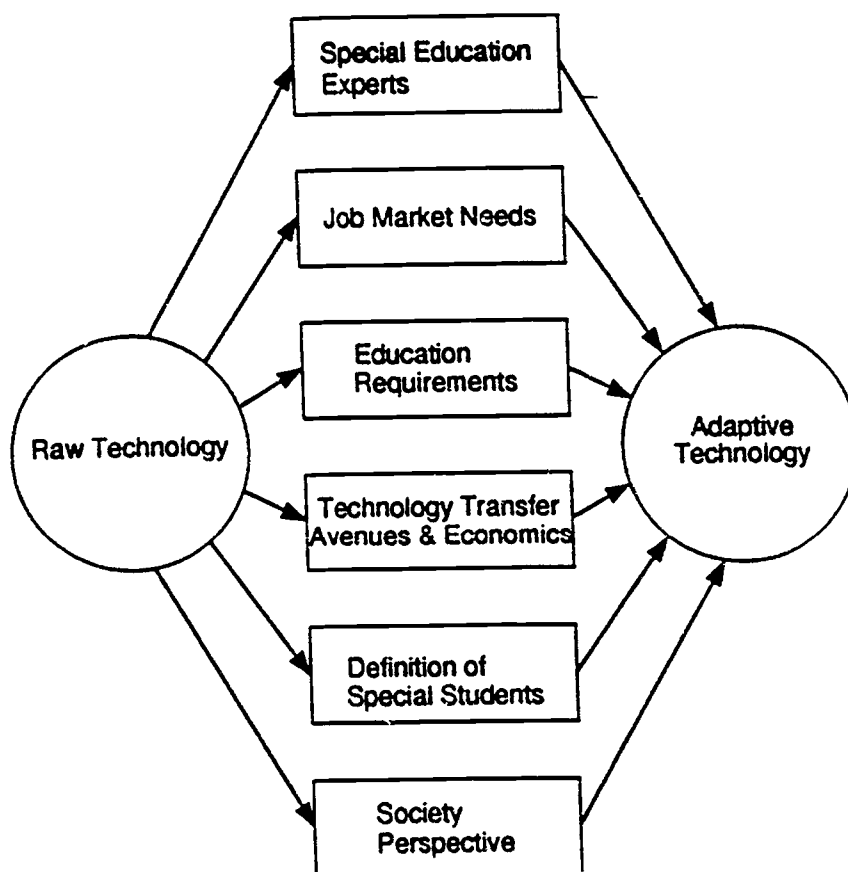 Special Education
Experts
Job Market Needs
Education
Requirements
Raw Technology
Adaptive
Technology
Technology Transfer
Avenues & Economics
Definition of
Special Students
Society
Perspective